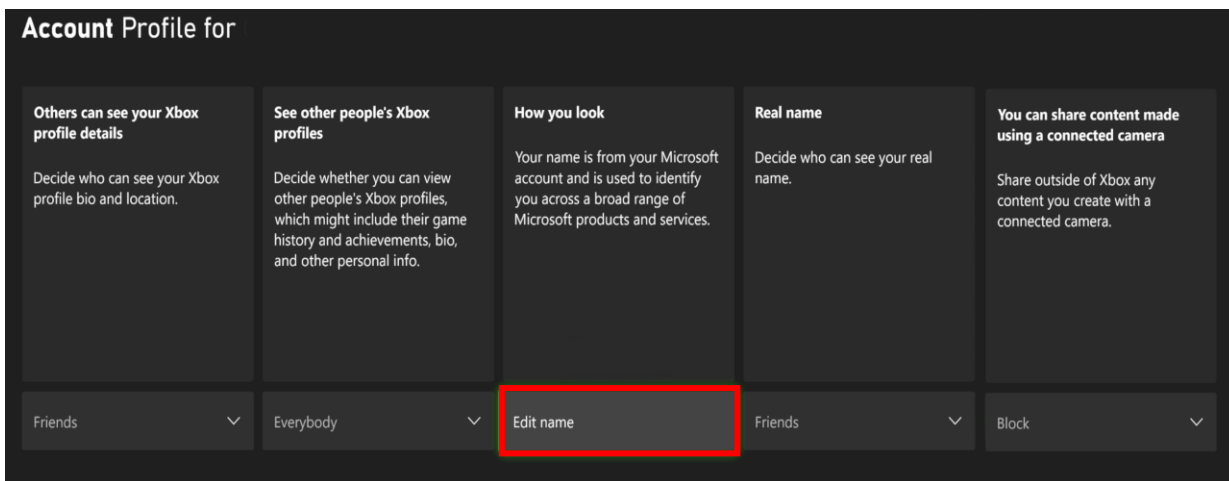 Account Profile for
Others can see your Xbox
profile details
Decide who can see your Xbox
profile bio and location.
Friends
See other people's Xbox
profiles
Decide whether you can view
other people's Xbox profiles,
which might include their game
history and achievements, bio,
and other personal info.
Everybody
How you look
Your name is from your Microsoft
account and is used to identify
you across a broad range of
Microsoft products and services.
Edit name
Real name
Decide who can see your real
name.
Friends
You can share content made
using a connected camera
Share outside of Xbox any
content you create with a
connected camera.
Block